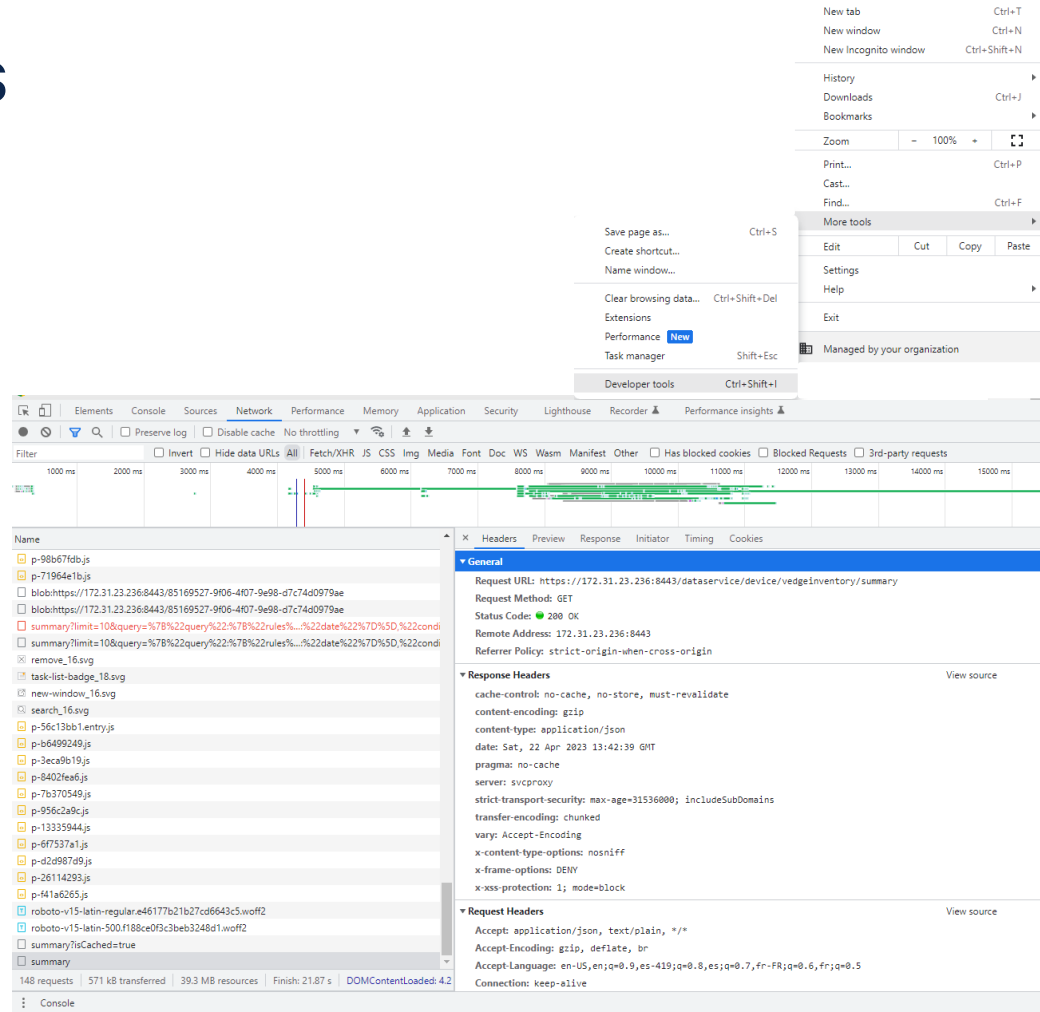 s
New tab Ctrl+T
New window Ctrl+N
New Incognito window Ctrl+Shift+N
History
Downloads Ctrl+J
Bookmarks
Zoom - 100% +
Print... Ctrl+P
Cast...
Find... Ctrl+F
More tools
Edit Cut Copy Paste
Settings
Help
Exit
Managed by your organization
Save page as... Ctrl+S
Create shortcut...
Name window...
Clear browsing data... Ctrl+Shift+Del
Extensions
Performance New
Task manager Shift+Esc
Developer tools Ctrl+Shift+I
Elements Console Sources Network Performance Memory Application Security Lighthouse Recorder Performance insights
Preserve log Disable cache No throttling
Filter Invert Hide data URLs All Fetch/XHR JS CSS Img Media Font Doc WS Wasm Manifest Other Has blocked cookies Blocked Requests 3rd-party requests
1000 ms 2000 ms 3000 ms 4000 ms 5000 ms 6000 ms 7000 ms 8000 ms 9000 ms 10000 ms 11000 ms 12000 ms 13000 ms 14000 ms 15000 ms
Name
p-98b67fdb.js
p-71964e1b.js
blob:https://172.31.23.236:8443/85169527-9f06-4f07-9e98-d7c74d0979ae
blob:https://172.31.23.236:8443/85169527-9f06-4f07-9e98-d7c74d0979ae
summary?limit=10&query=%7B%22query%22:%7B%22rules%...:%22date%22%7D%5D,%22condi
summary?limit=10&query=%7B%22query%22:%7B%22rules%...:%22date%22%7D%5D,%22condi
remove_16.svg
task-list-badge_18.svg
new-window_16.svg
search_16.svg
p-56c13bb1.entry.js
p-b6499249.js
p-3eca9b19.js
p-8402fea6.js
p-7b370549.js
p-956c2a9c.js
p-13335944.js
p-6f7537a1.js
p-d2d987d9.js
p-26114293.js
p-f41a6265.js
roboto-v15-latin-regular.e46177b21b27cd6643c5.woff2
roboto-v15-latin-500.f188ce0f3c3beb3248d1.woff2
summary?isCached=true
summary
148 requests 571 kB transferred 39.3 MB resources Finish: 21.87 s DOMContentLoaded: 4.2
Headers Preview Response Initiator Timing Cookies
General
Request URL: https://172.31.23.236:8443/dataservice/device/vedgeinventory/summary
Request Method: GET
Status Code: 200 OK
Remote Address: 172.31.23.236:8443
Referrer Policy: strict-origin-when-cross-origin
Response Headers View source
cache-control: no-cache, no-store, must-revalidate
content-encoding: gzip
content-type: application/json
date: Sat, 22 Apr 2023 13:42:39 GMT
pragma: no-cache
server: svcproxy
strict-transport-security: max-age=31536000; includeSubDomains
transfer-encoding: chunked
vary: Accept-Encoding
x-content-type-options: nosniff
x-frame-options: DENY
x-xss-protection: 1; mode=block
Request Headers View source
Accept: application/json, text/plain, */*
Accept-Encoding: gzip, deflate, br
Accept-Language: en-US,en;q=0.9,es-419;q=0.8,es;q=0.7,fr-FR;q=0.6,fr;q=0.5
Connection: keep-alive
Console